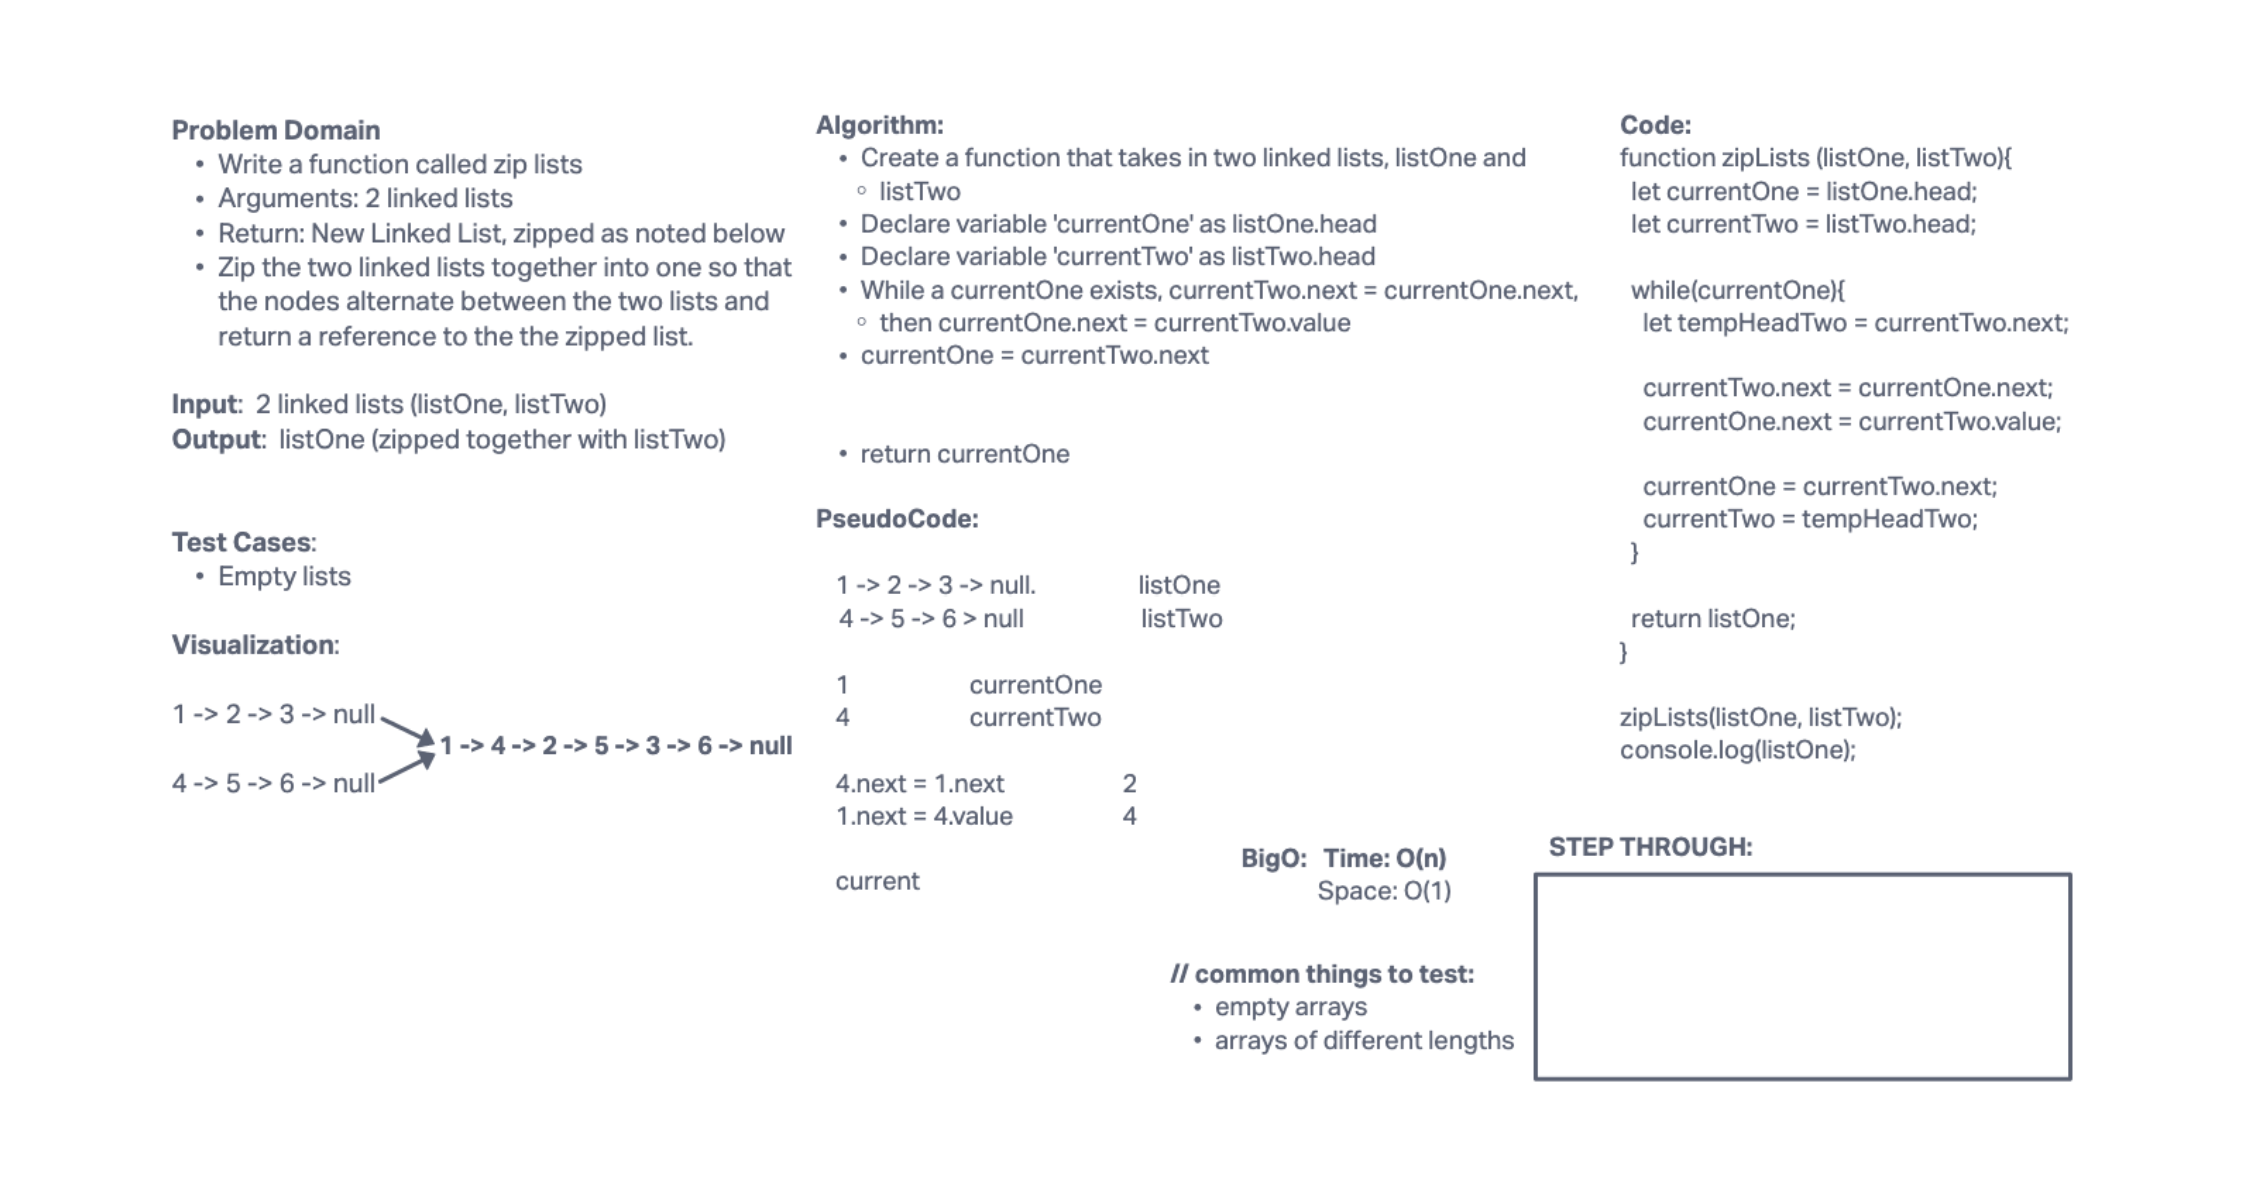 Problem Domain
• Write a function called zip lists
• Arguments: 2 linked lists
• Return: New Linked List, zipped as noted below
• Zip the two linked lists together into one so that
the nodes alternate between the two lists and
return a reference to the the zipped list.
Input: 2 linked lists (listOne, listTwo)
Output: listOne (zipped together with listTwo)
Test Cases:
• Empty lists
Visualization:
1 -> 2 -> 3 -> null
1 -> 4 -> 2 -> 5 -> 3 -> 6 -> null
4 -> 5 -> 6 -> null
Algorithm:
• Create a function that takes in two linked lists, listOne and
◦ listTwo
• Declare variable 'currentOne' as listOne.head
• Declare variable 'currentTwo' as listTwo.head
• While a currentOne exists, currentTwo.next = currentOne.next,
◦ then currentOne.next = currentTwo.value
• currentOne = currentTwo.next
• return currentOne
PseudoCode:
1 -> 2 -> 3 -> null. listOne
4 -> 5 -> 6 > null listTwo
1 currentOne
4 currentTwo
4.next = 1.next 2
1.next = 4.value 4
current
BigO: Time: O(n)
Space: O(1)
// common things to test:
• empty arrays
• arrays of different lengths
Code:
function zipLists (listOne, listTwo){
let currentOne = listOne.head;
let currentTwo = listTwo.head;
while(currentOne){
let tempHeadTwo = currentTwo.next;
currentTwo.next = currentOne.next;
currentOne.next = currentTwo.value;
currentOne = currentTwo.next;
currentTwo = tempHeadTwo;
}
return listOne;
}
zipLists(listOne, listTwo);
console.log(listOne);
STEP THROUGH: